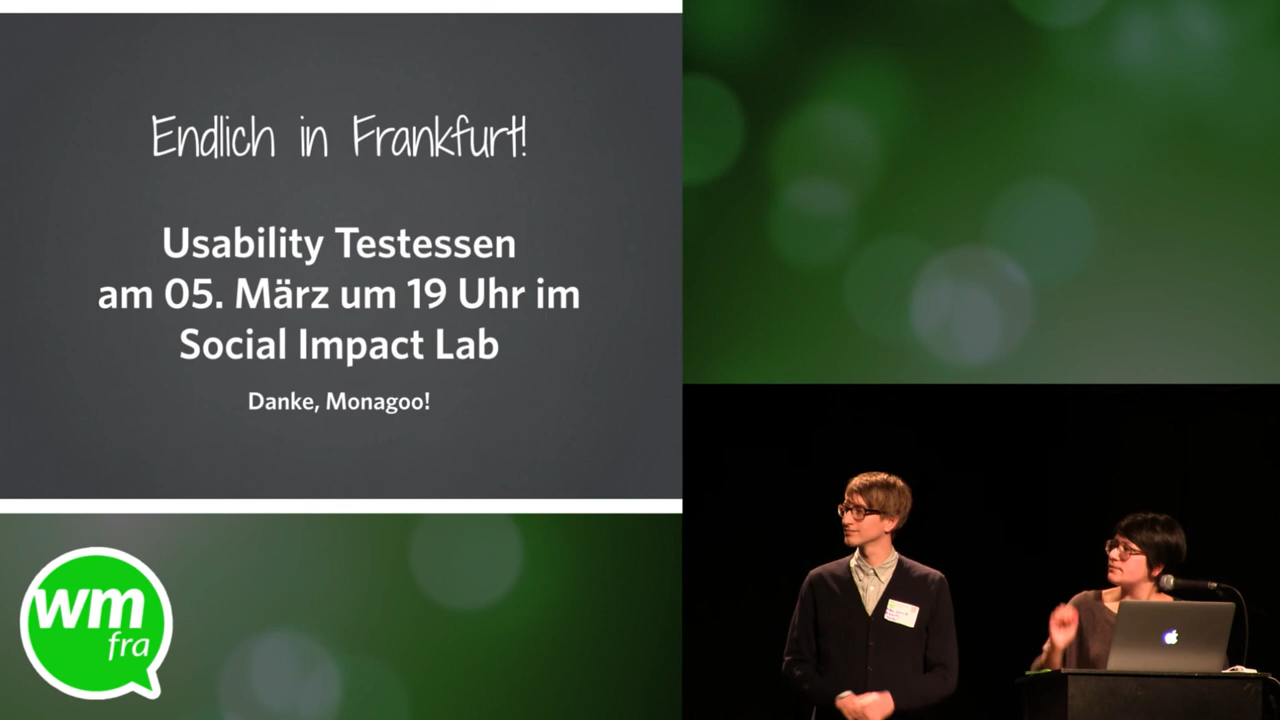 Endlich in Frankfurt!
Usability Testessen
am 05. März um 19 Uhr im
Social Impact Lab
Danke, Monagoo!
wm
fra